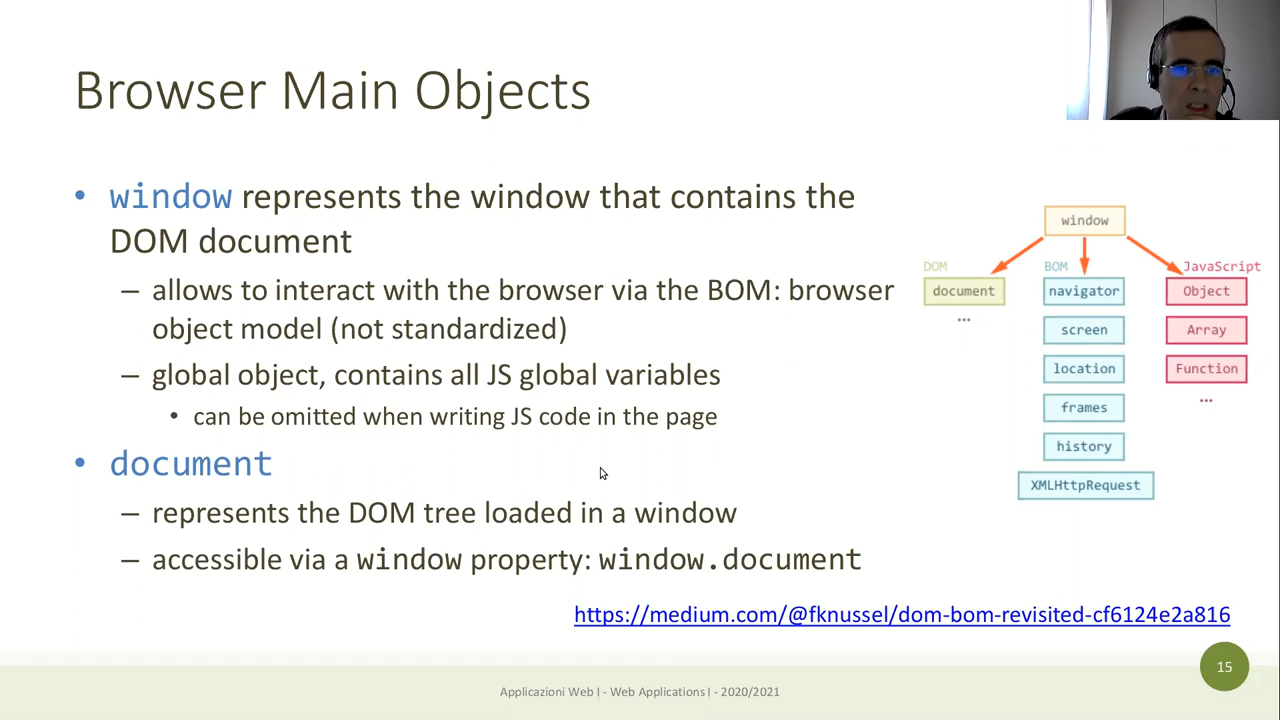 Browser Main Objects
• window represents the window that contains the
DOM document
– allows to interact with the browser via the BOM: browser
object model (not standardized)
– global object, contains all JS global variables
• can be omitted when writing JS code in the page
• document
– represents the DOM tree loaded in a window
– accessible via a window property: window.document
window
DOM
document
...
BOM
navigator
screen
location
frames
history
XMLHttpRequest
JavaScript
Object
Array
Function
...
https://medium.com/@fknussel/dom-bom-revisited-cf6124e2a816
15
Applicazioni Web I - Web Applications I - 2020/2021